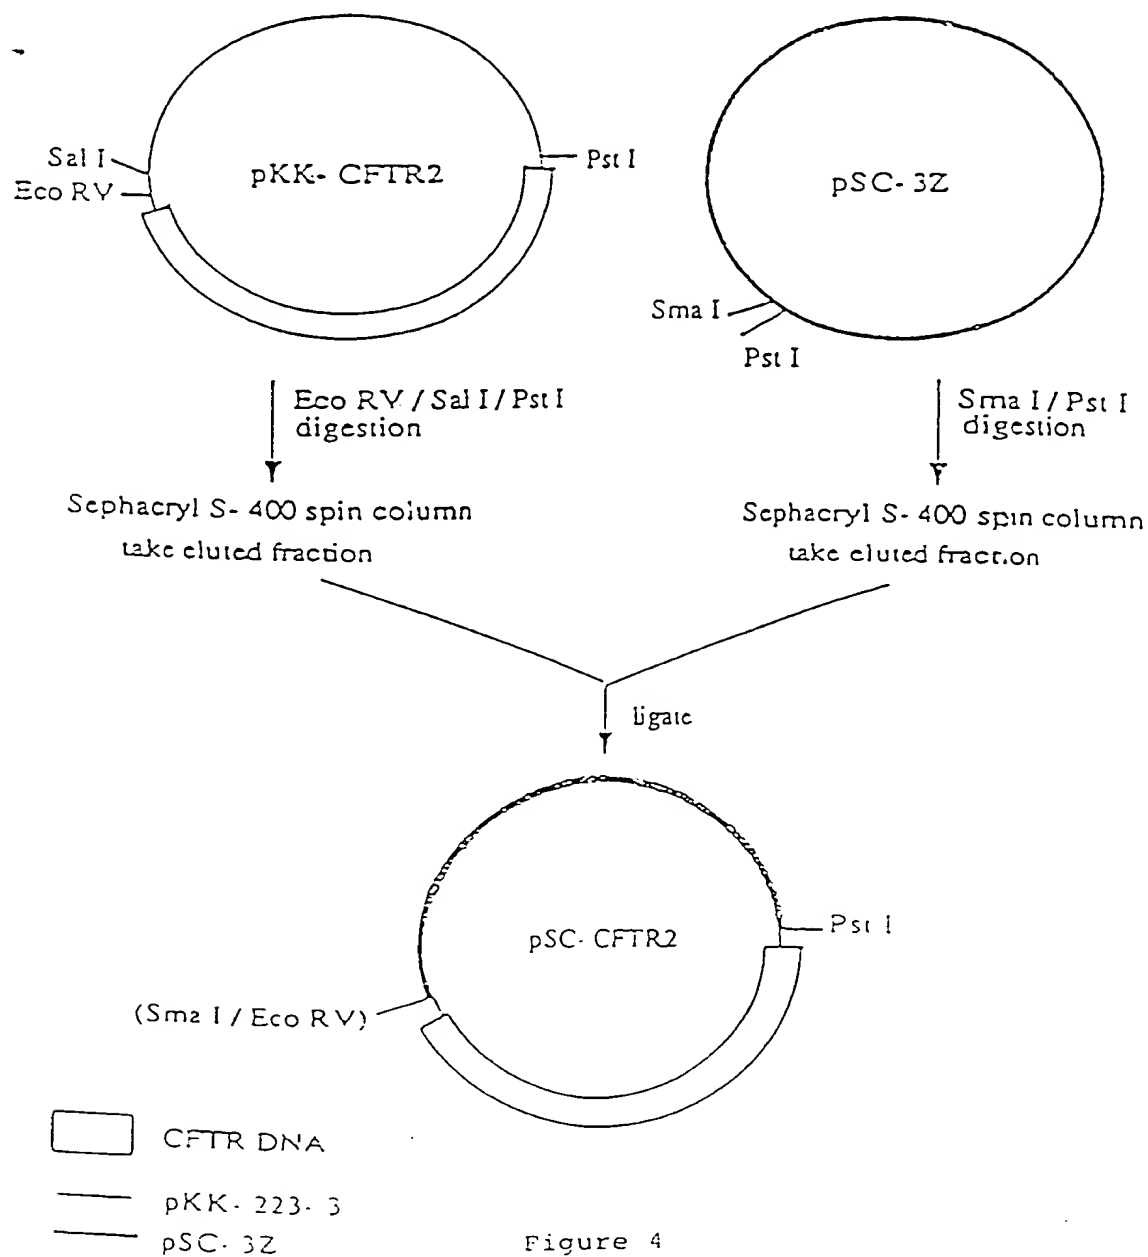 Sal I
Eco RV
pKK- CFTR2
Pst I
pSC- 3Z
Sma I
Pst I
Eco RV / Sal I / Pst I
digestion
Sma I / Pst I
digestion
Sephacryl S- 400 spin column
take eluted fraction
Sephacryl S- 400 spin column
take eluted fraction
ligate
pSC- CFTR2
Pst I
(Sma I / Eco RV)
CFTR DNA
pKK- 223- 3
pSC- 3Z
Figure 4